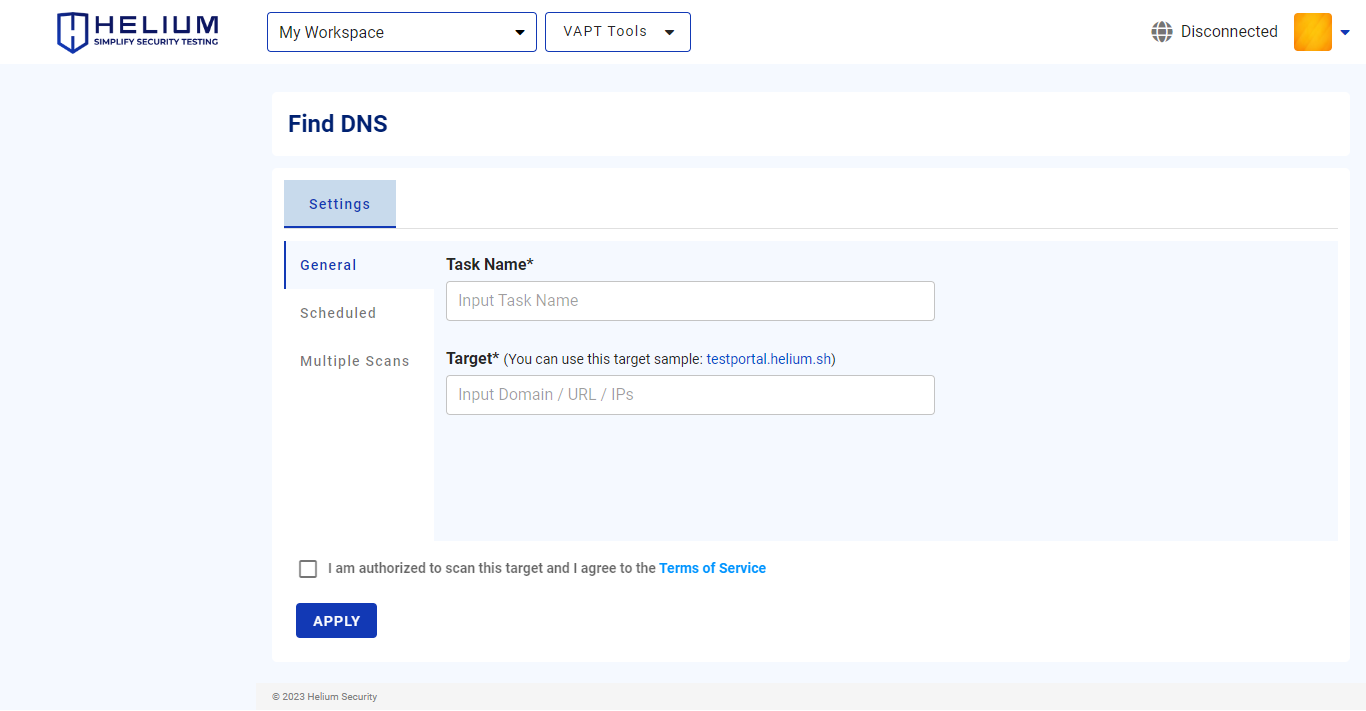 HELIUM
SIMPLIFY SECURITY TESTING
My Workspace
VAPT Tools
Disconnected
Find DNS
Settings
General
Scheduled
Multiple Scans
Task Name*
Input Task Name
Target* (You can use this target sample: testportal.helium.sh)
Input Domain / URL / IPs
I am authorized to scan this target and I agree to the Terms of Service
APPLY
© 2023 Helium Security